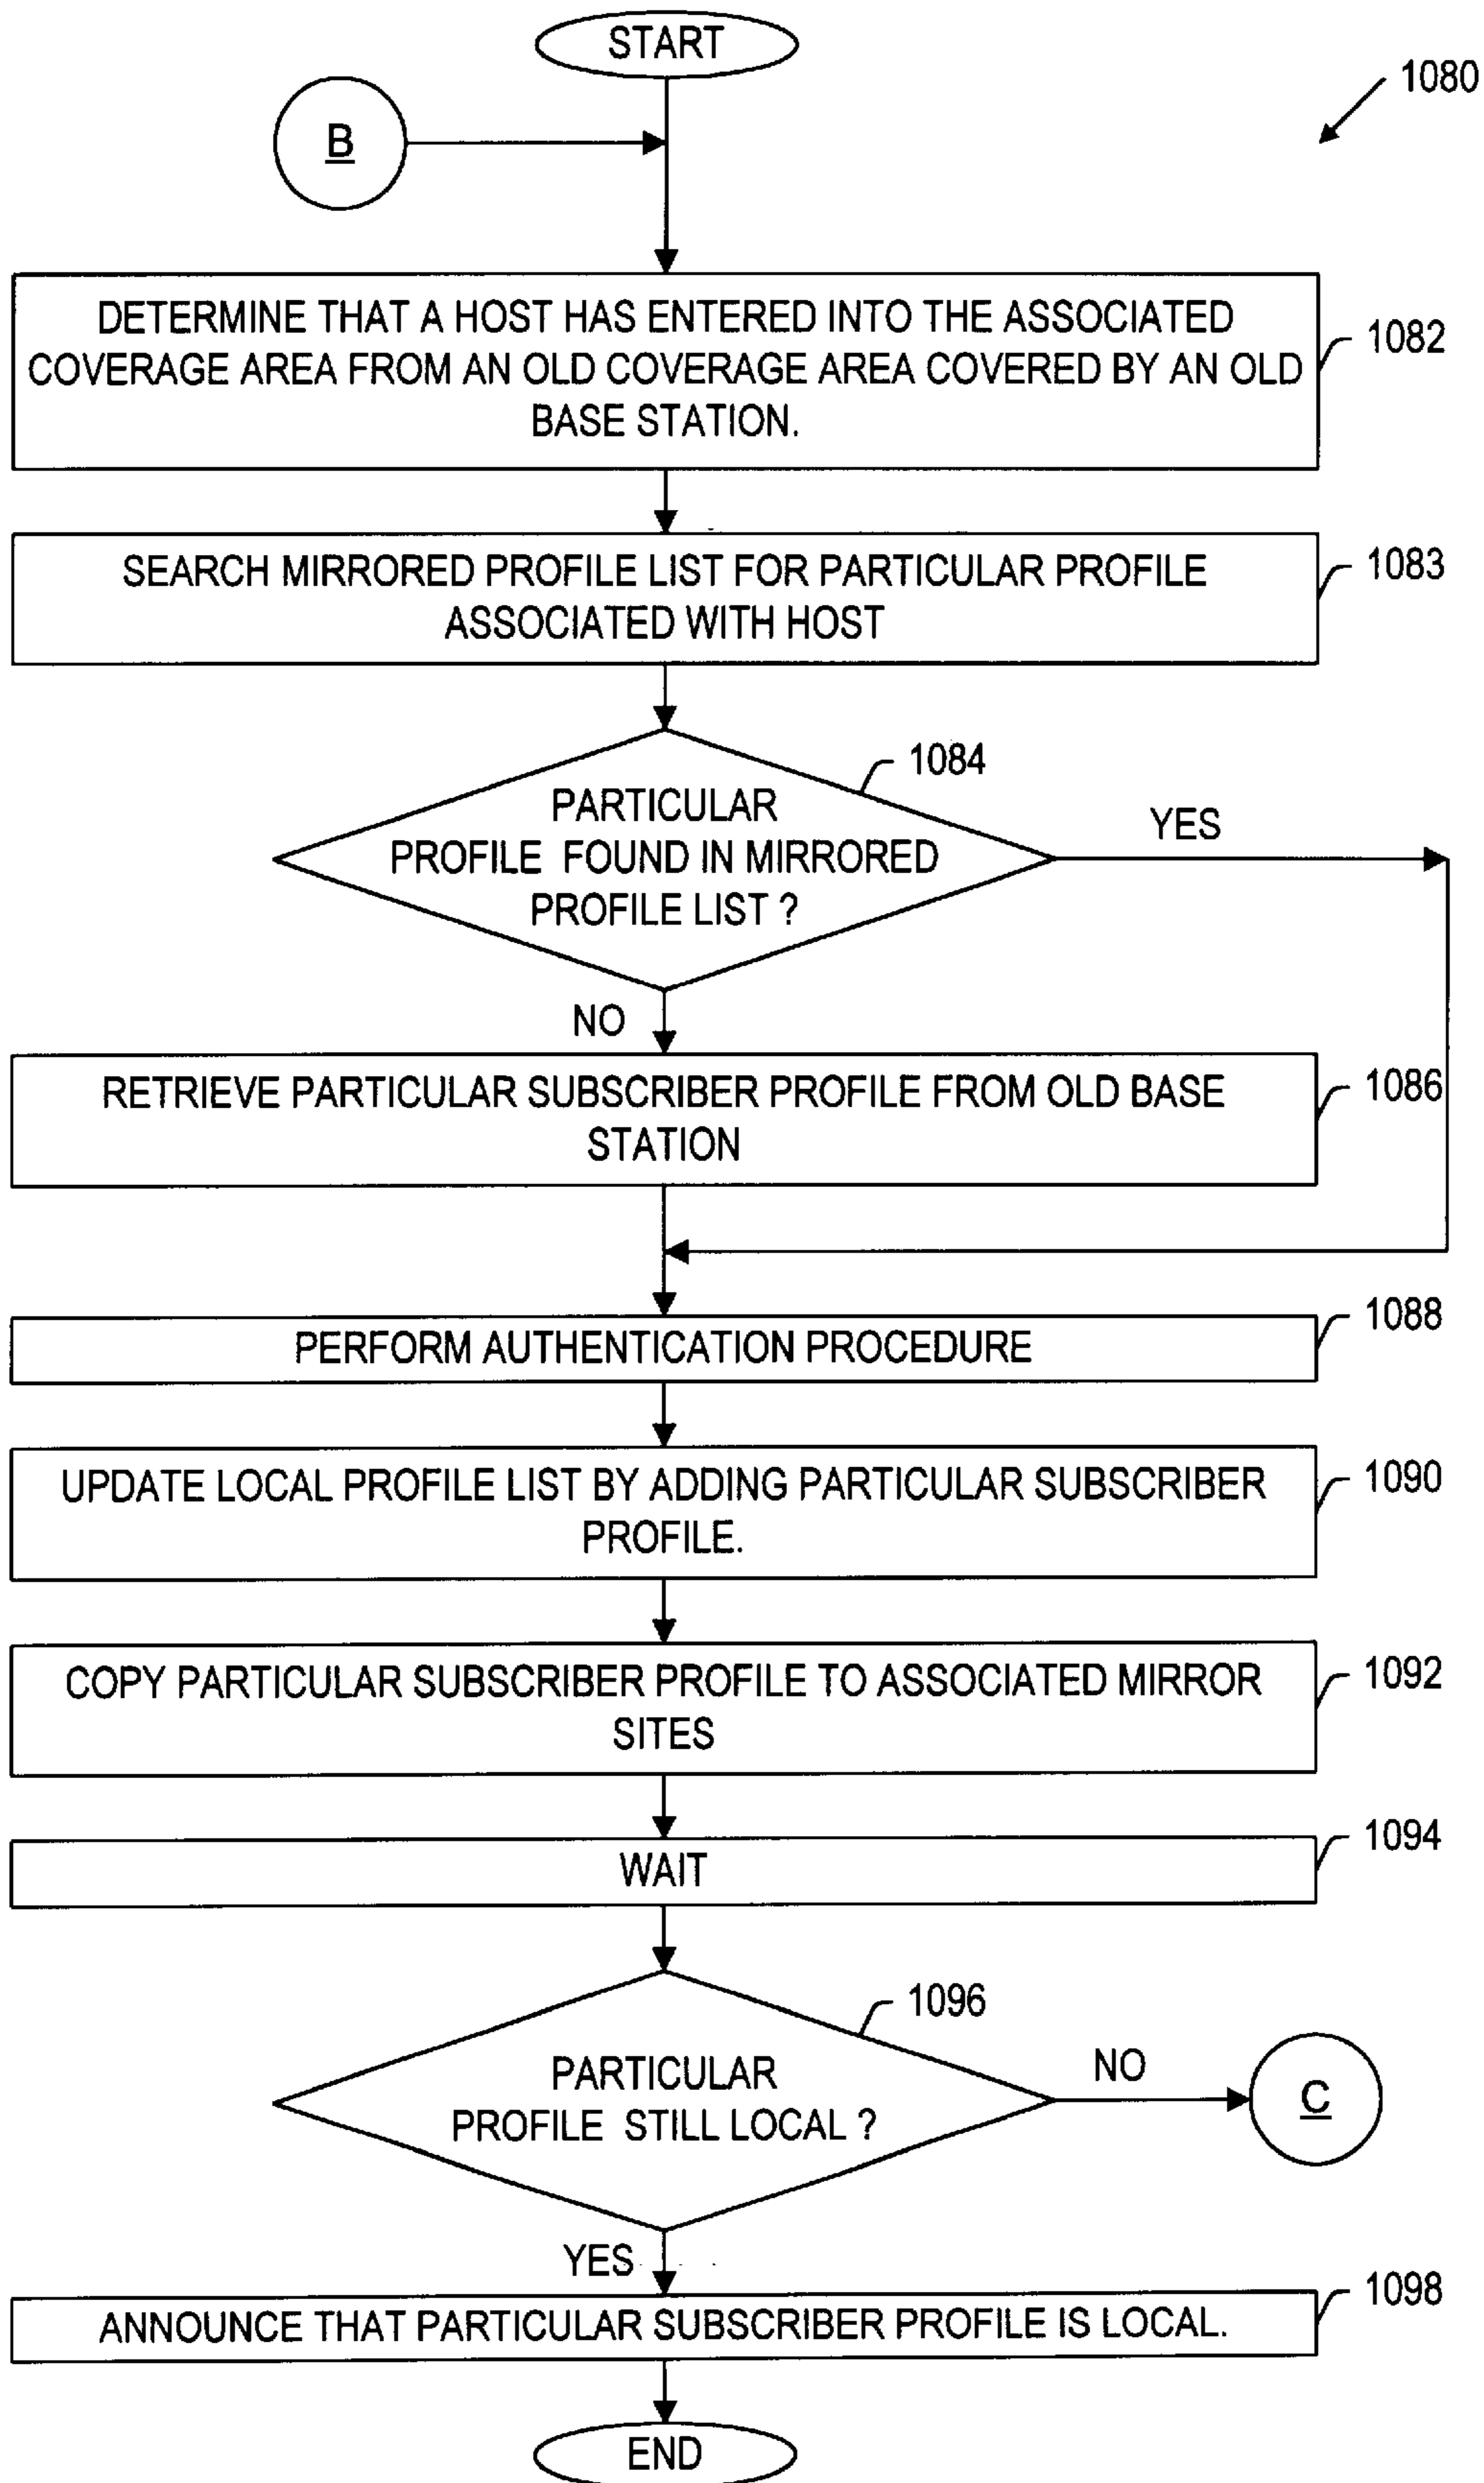 START
1080
B
DETERMINE THAT A HOST HAS ENTERED INTO THE ASSOCIATED
COVERAGE AREA FROM AN OLD COVERAGE AREA COVERED BY AN OLD
BASE STATION.
1082
SEARCH MIRRORED PROFILE LIST FOR PARTICULAR PROFILE
ASSOCIATED WITH HOST
1083
1084
PARTICULAR
PROFILE FOUND IN MIRRORED
PROFILE LIST ?
YES
NO
RETRIEVE PARTICULAR SUBSCRIBER PROFILE FROM OLD BASE
STATION
1086
PERFORM AUTHENTICATION PROCEDURE
1088
UPDATE LOCAL PROFILE LIST BY ADDING PARTICULAR SUBSCRIBER
PROFILE.
1090
COPY PARTICULAR SUBSCRIBER PROFILE TO ASSOCIATED MIRROR
SITES
1092
WAIT
1094
1096
PARTICULAR
PROFILE STILL LOCAL ?
NO
C
YES
ANNOUNCE THAT PARTICULAR SUBSCRIBER PROFILE IS LOCAL.
1098
END